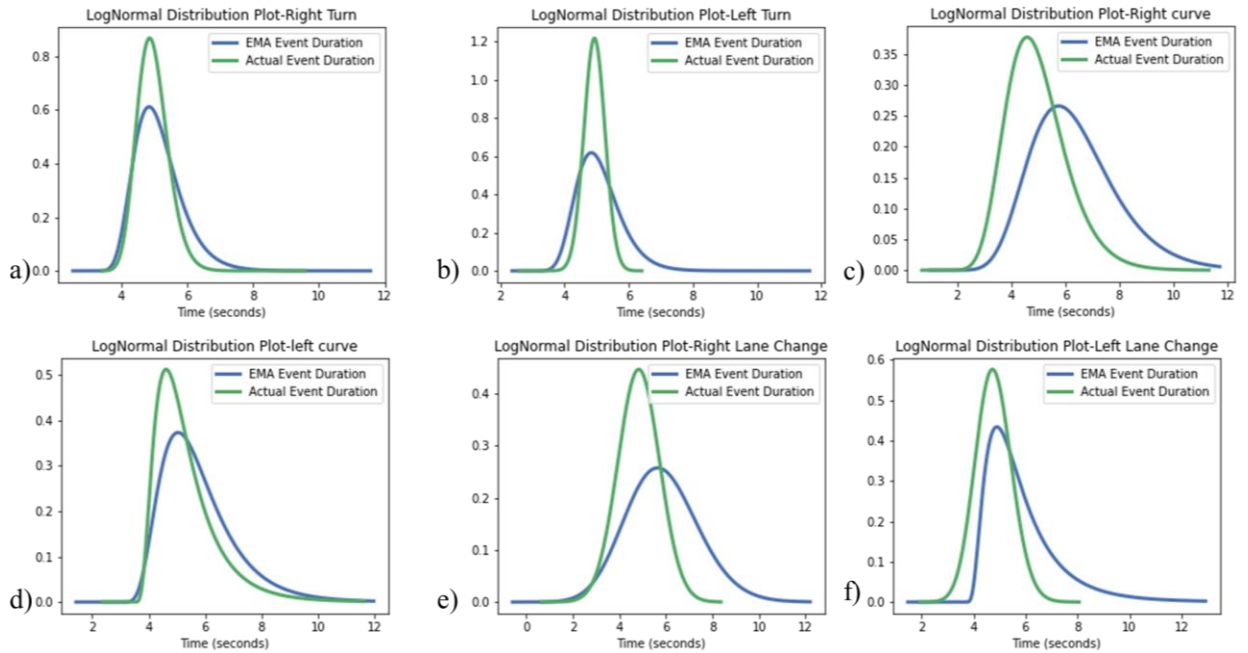 LogNormal Distribution Plot-Right Turn
EMA Event Duration
Actual Event Duration
0.8
0.6
0.4
0.2
0.0
4 6 8 10 12
Time (seconds)
a)
LogNormal Distribution Plot-Left Turn
EMA Event Duration
Actual Event Duration
1.2
1.0
0.8
0.6
0.4
0.2
0.0
2 4 6 8 10 12
Time (seconds)
b)
LogNormal Distribution Plot-Right curve
EMA Event Duration
Actual Event Duration
0.35
0.30
0.25
0.20
0.15
0.10
0.05
0.00
2 4 6 8 10 12
Time (seconds)
c)
LogNormal Distribution Plot-left curve
EMA Event Duration
Actual Event Duration
0.5
0.4
0.3
0.2
0.1
0.0
2 4 6 8 10 12
Time (seconds)
d)
LogNormal Distribution Plot-Right Lane Change
EMA Event Duration
Actual Event Duration
0.4
0.3
0.2
0.1
0.0
0 2 4 6 8 10 12
Time (seconds)
e)
LogNormal Distribution Plot-Left Lane Change
EMA Event Duration
Actual Event Duration
0.6
0.5
0.4
0.3
0.2
0.1
0.0
2 4 6 8 10 12
Time (seconds)
f)